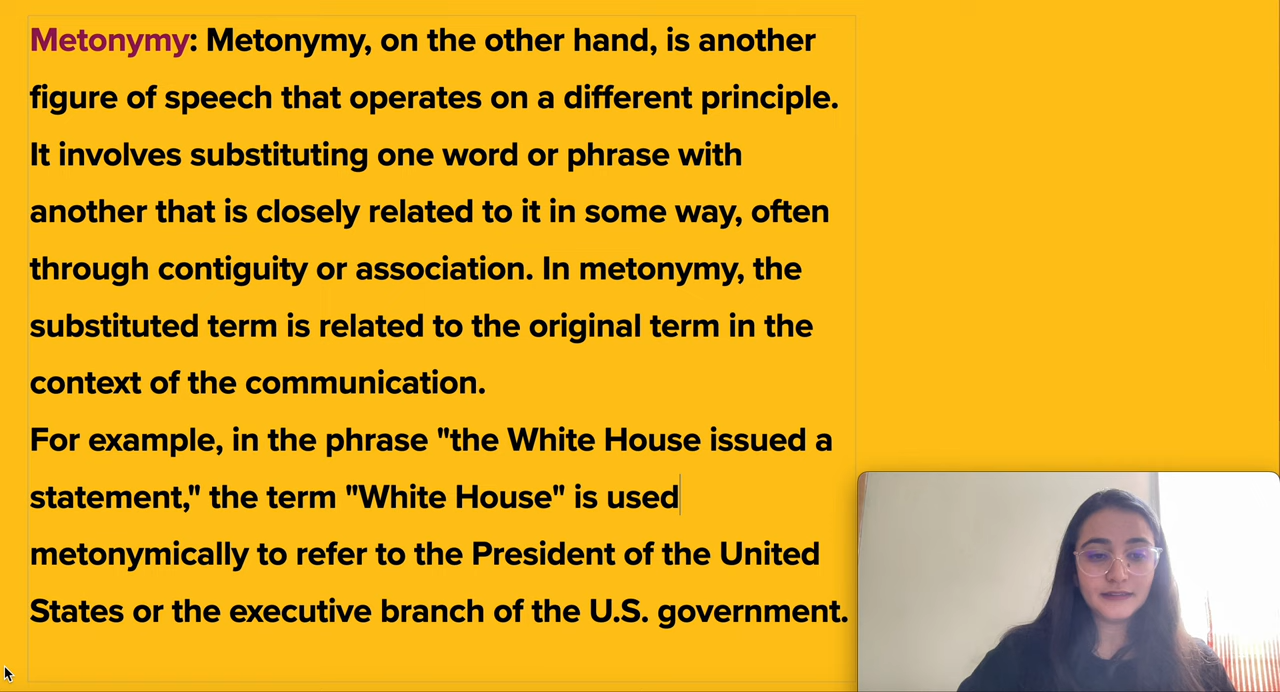 Metonymy: Metonymy, on the other hand, is another
figure of speech that operates on a different principle.
It involves substituting one word or phrase with
another that is closely related to it in some way, often
through contiguity or association. In metonymy, the
substituted term is related to the original term in the
context of the communication.
For example, in the phrase "the White House issued a
statement," the term "White House" is used
metonymically to refer to the President of the United
States or the executive branch of the U.S. government.